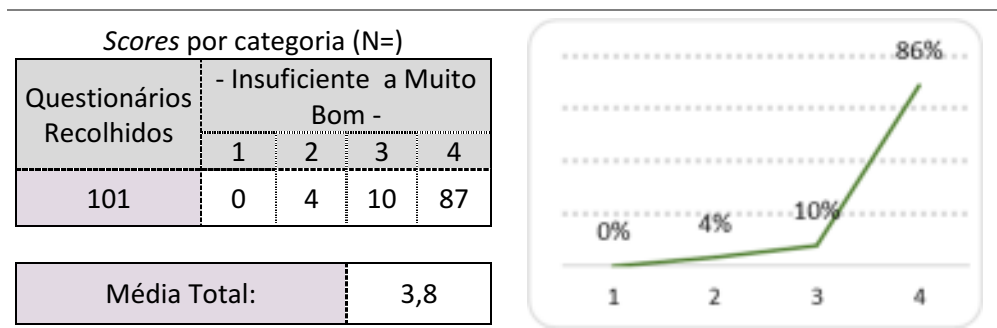 Scores por categoria (N=)
Questionários Recolhidos
- Insuficiente a Muito Bom -
1 2 3 4
101 0 4 10 87
Média Total: 3,8
86%
0% 4% 10%
1 2 3 4